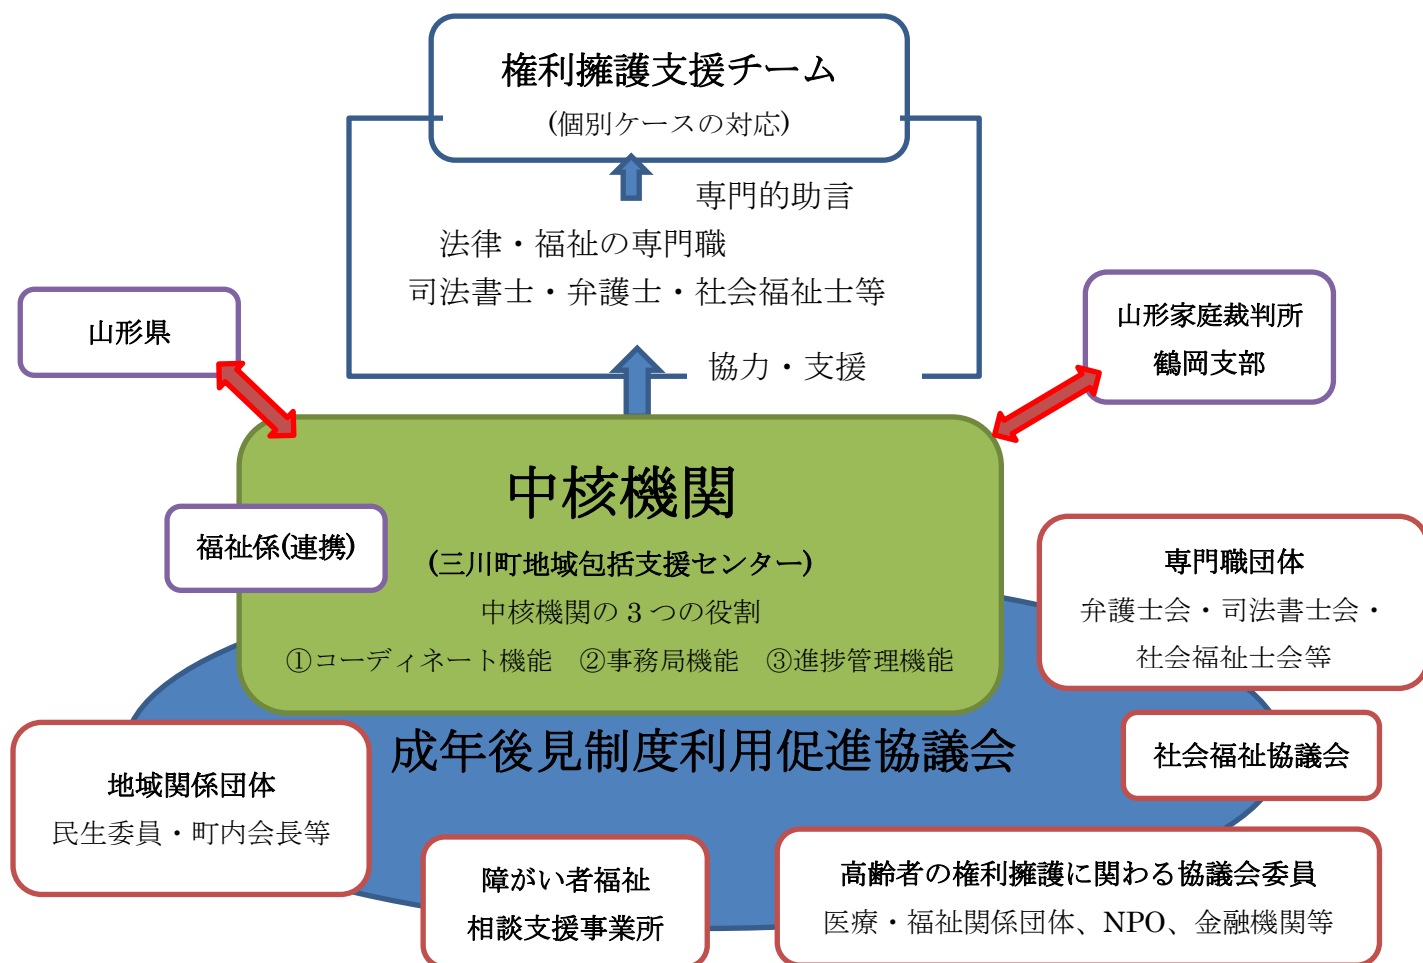 権利擁護支援チーム
(個別ケースの対応)
専門的助言
法律・福祉の専門職
司法書士・弁護士・社会福祉士等
山形県
山形家庭裁判所
鶴岡支部
協力・支援
中核機関
福祉係(連携)
(三川町地域包括支援センター)
中核機関の 3 つの役割
①コーディネート機能　②事務局機能　③進捗管理機能
専門職団体
弁護士会・司法書士会・
社会福祉士会等
成年後見制度利用促進協議会
社会福祉協議会
地域関係団体
民生委員・町内会長等
障がい者福祉
相談支援事業所
高齢者の権利擁護に関わる協議会委員
医療・福祉関係団体、NPO、金融機関等